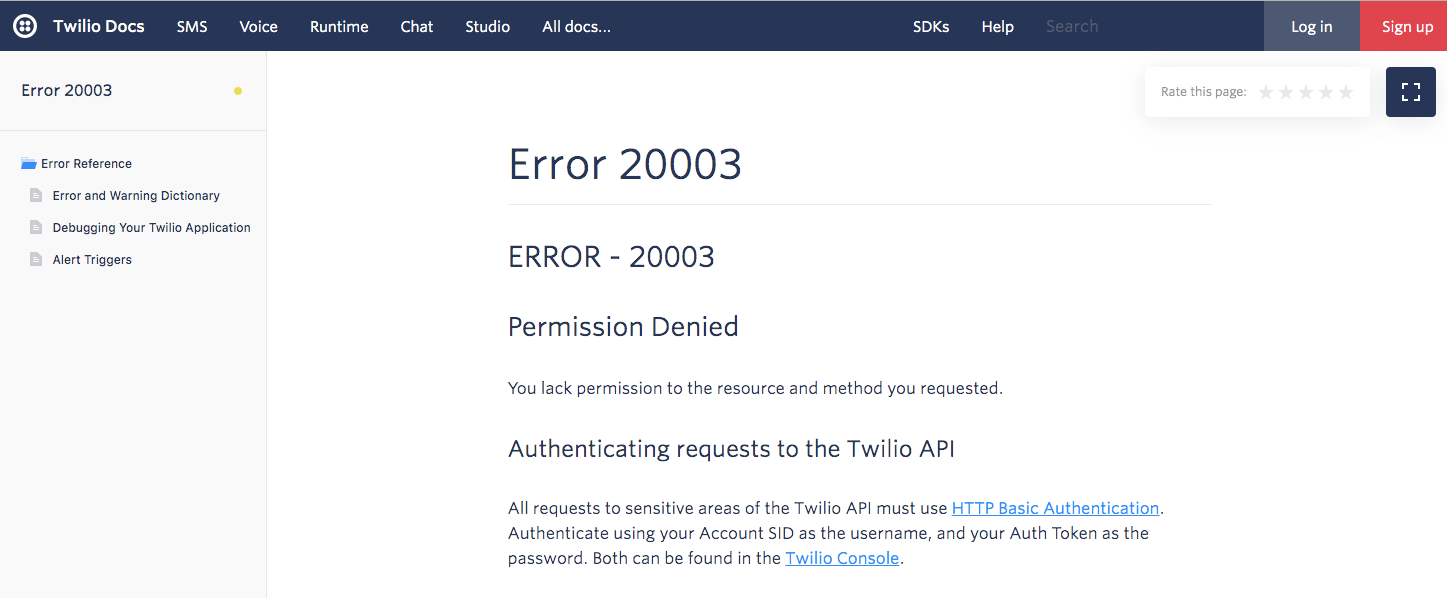 Twilio Docs SMS Voice Runtime Chat Studio All docs... SDKs Help Search Log in Sign up
Error 20003
Rate this page:
Error Reference
Error and Warning Dictionary
Debugging Your Twilio Application
Alert Triggers
Error 20003
ERROR - 20003
Permission Denied
You lack permission to the resource and method you requested.
Authenticating requests to the Twilio API
All requests to sensitive areas of the Twilio API must use HTTP Basic Authentication.
Authenticate using your Account SID as the username, and your Auth Token as the
password. Both can be found in the Twilio Console.